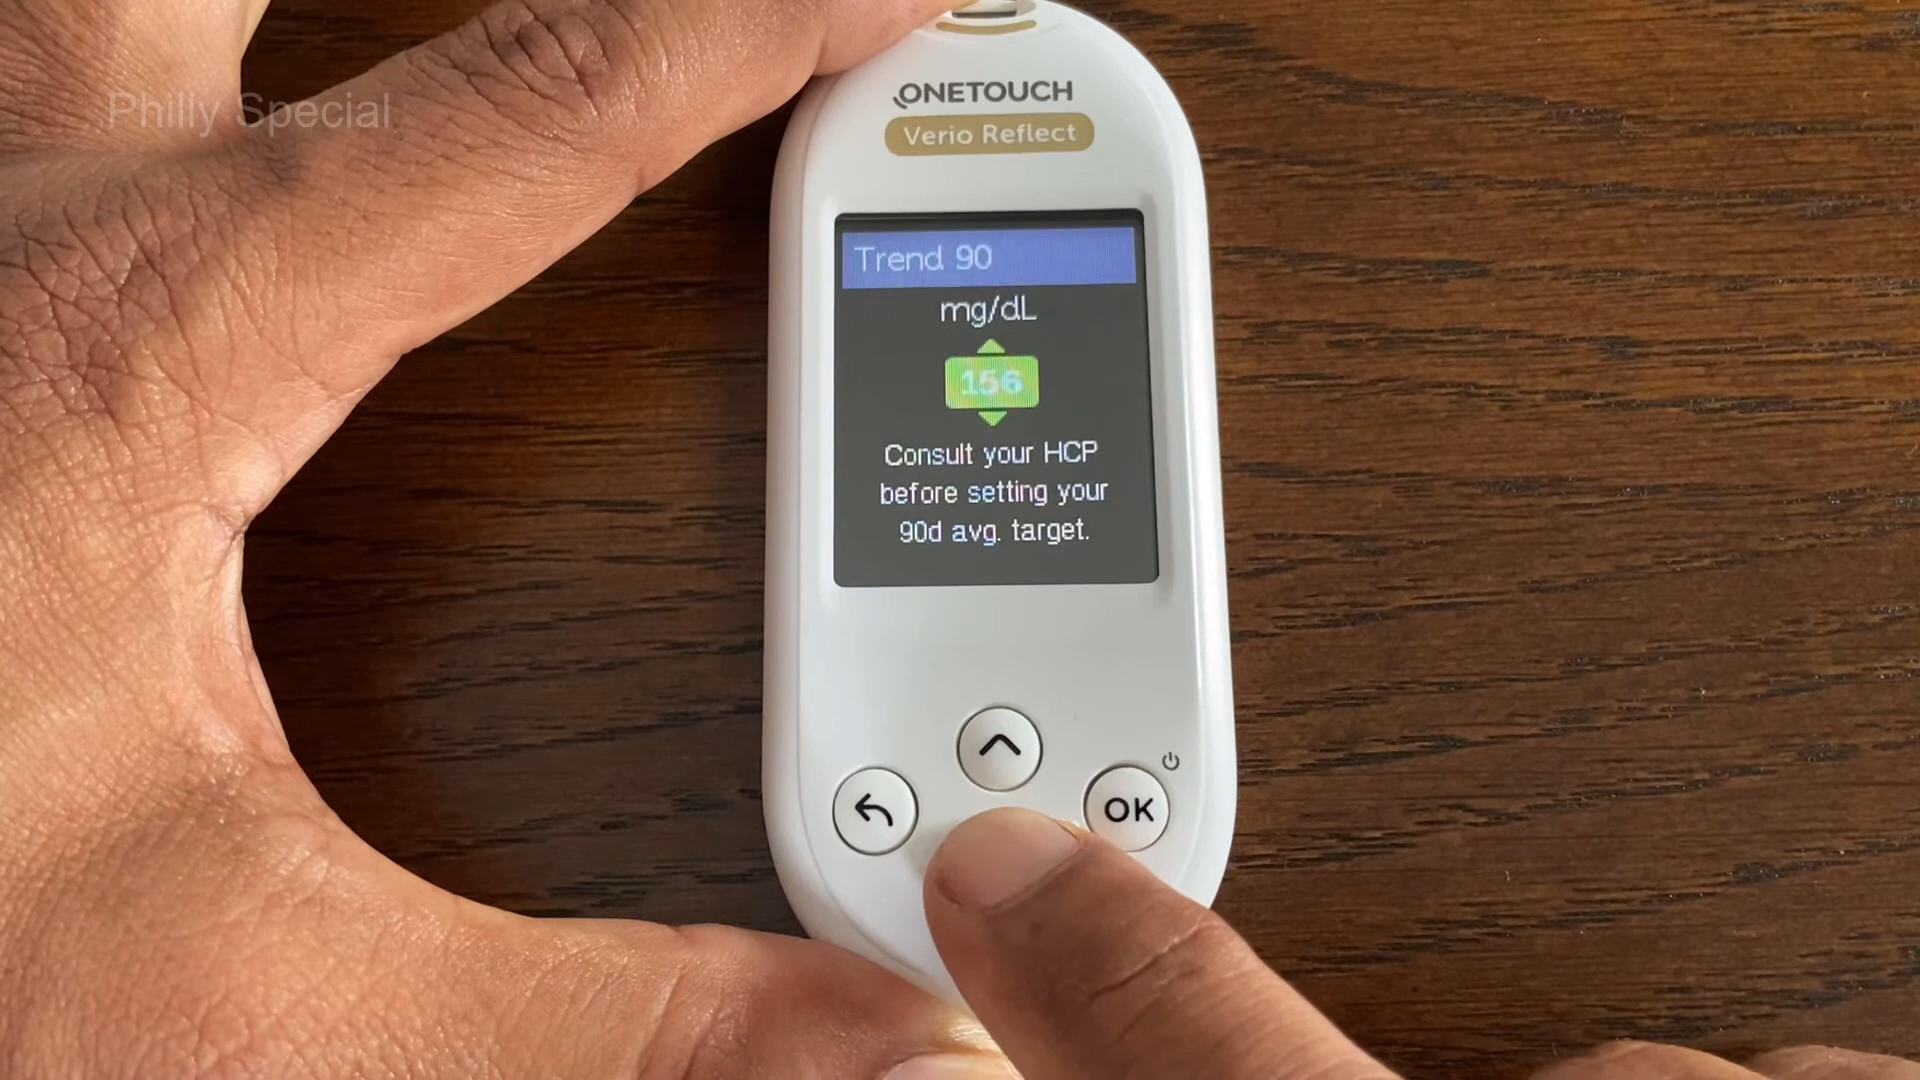 Philly Special
ONETOUCH
Verio Reflect
Trend 90
mg/dL
156
Consult your HCP
before setting your
90d avg. target.
OK